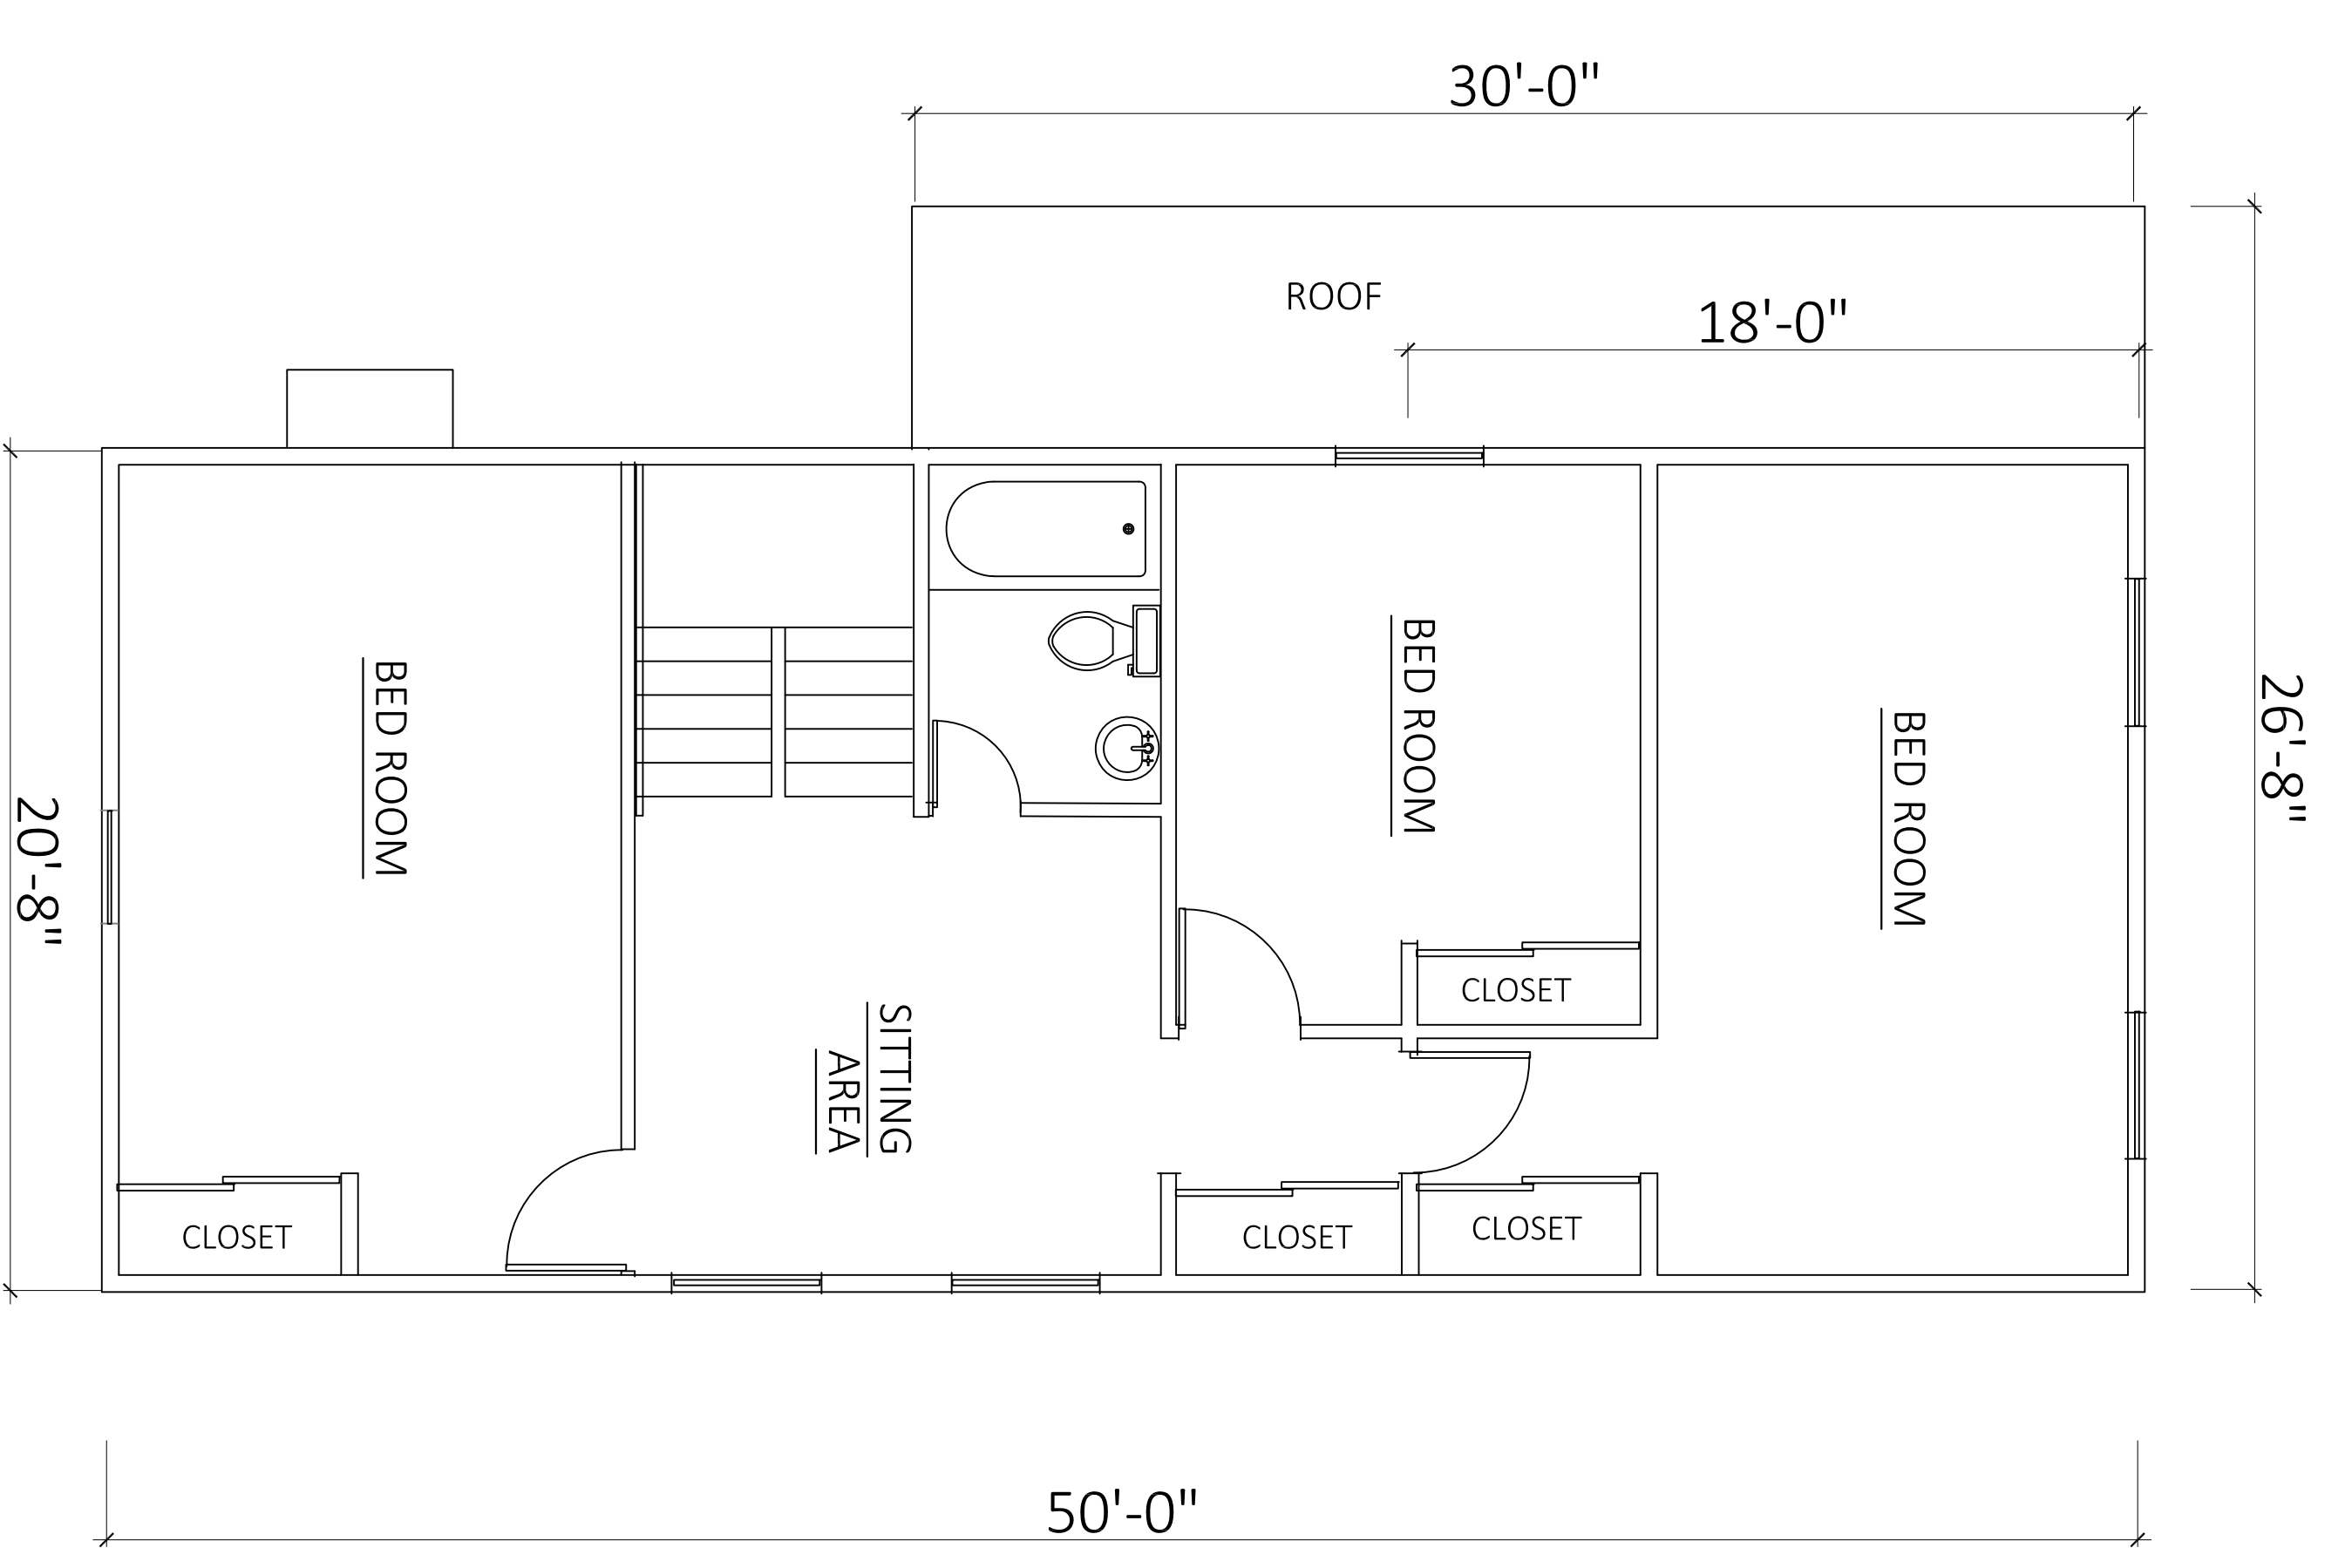 30'-0"
ROOF
18'-0"
BED ROOM
BED ROOM
BED ROOM
26'-8"
20'-8"
CLOSET
SITTING
AREA
CLOSET
CLOSET
CLOSET
50'-0"